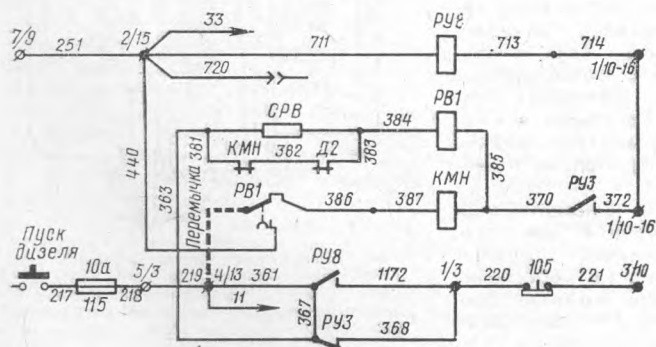 33
7/9 251 2/15 711 РУ8 713 714
720 1/10-16
СРВ 384 РВ1
381 КМН 382 Д2 383 385
440 363 Перемычка РВ1 386 387 КМН 370 РУ3 372
1/10-16
Пуск
дизеля 10а 5/3 219 4/13 361 РУ8 1172 1/3 220 105 221 3/10
217 115 218 11 367 РУ3 368